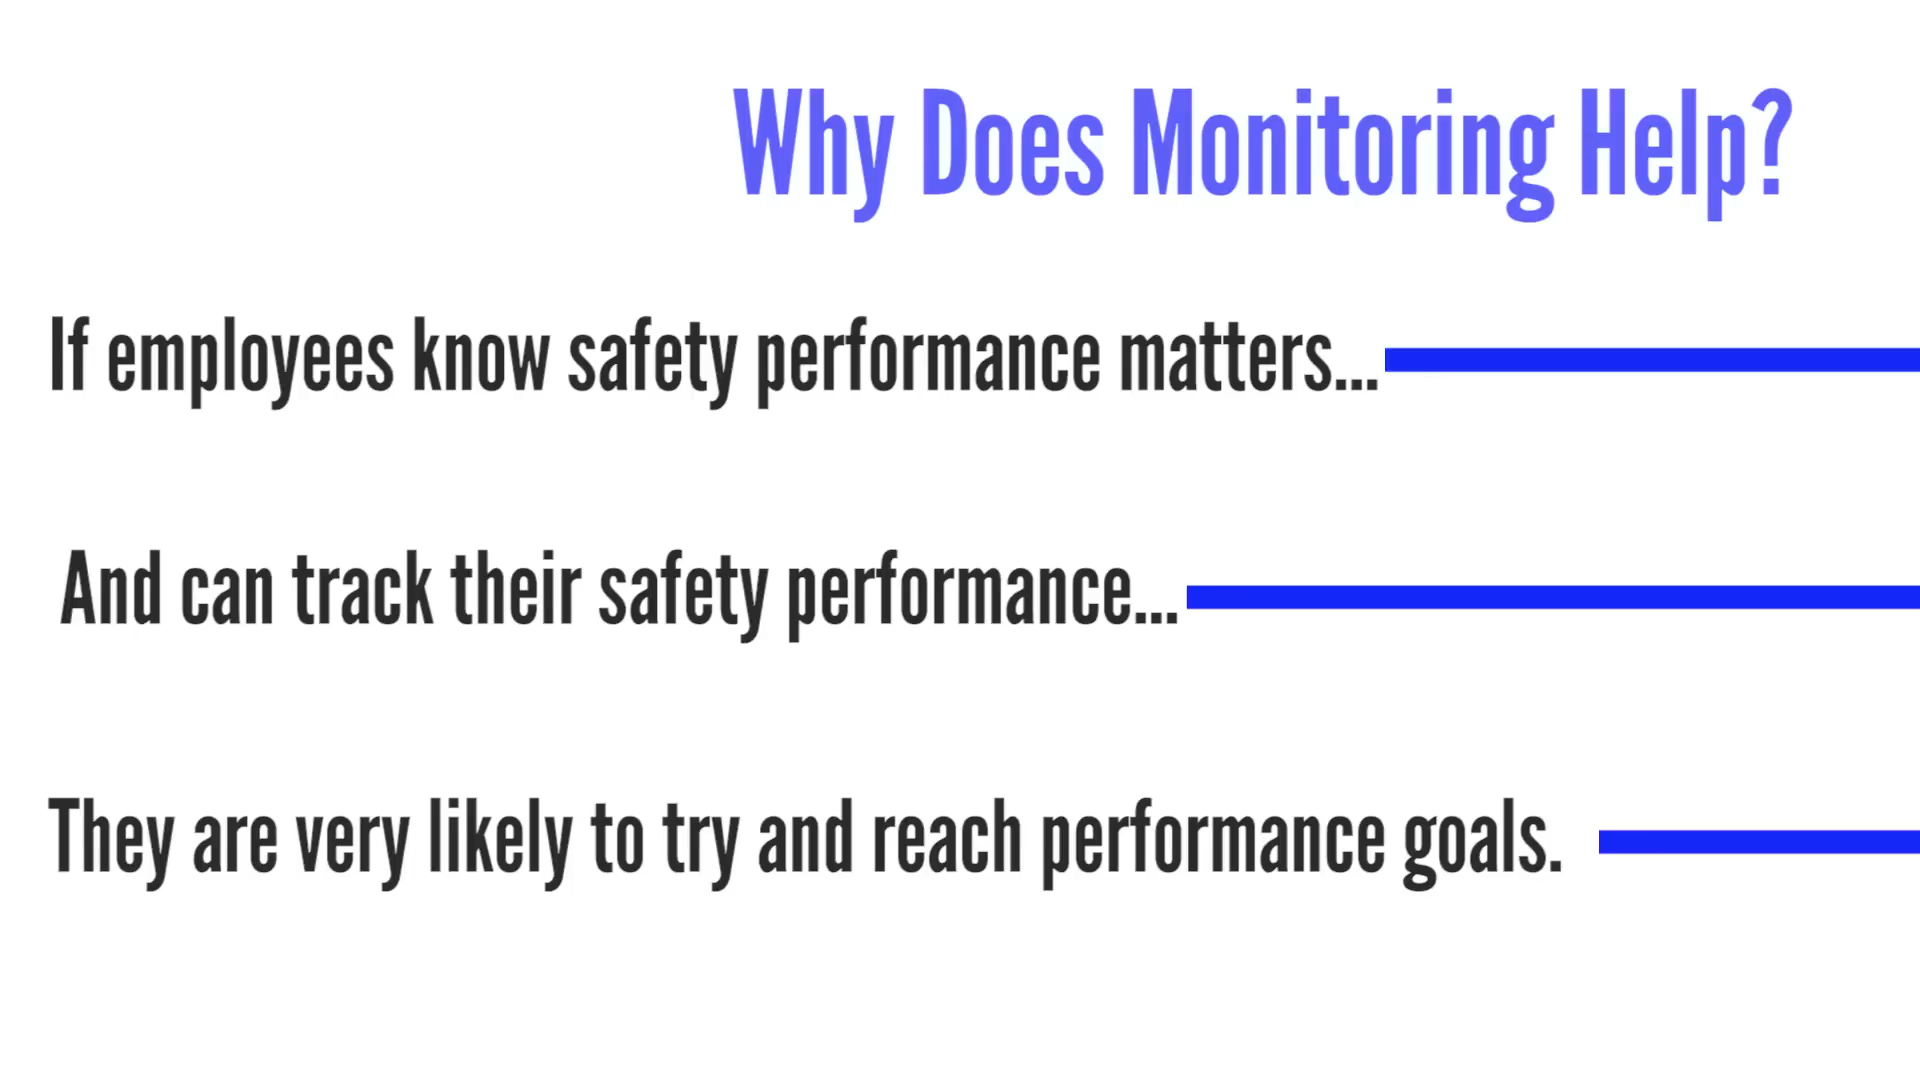 Why Does Monitoring Help?
If employees know safety performance matters...
And can track their safety performance...
They are very likely to try and reach performance goals.